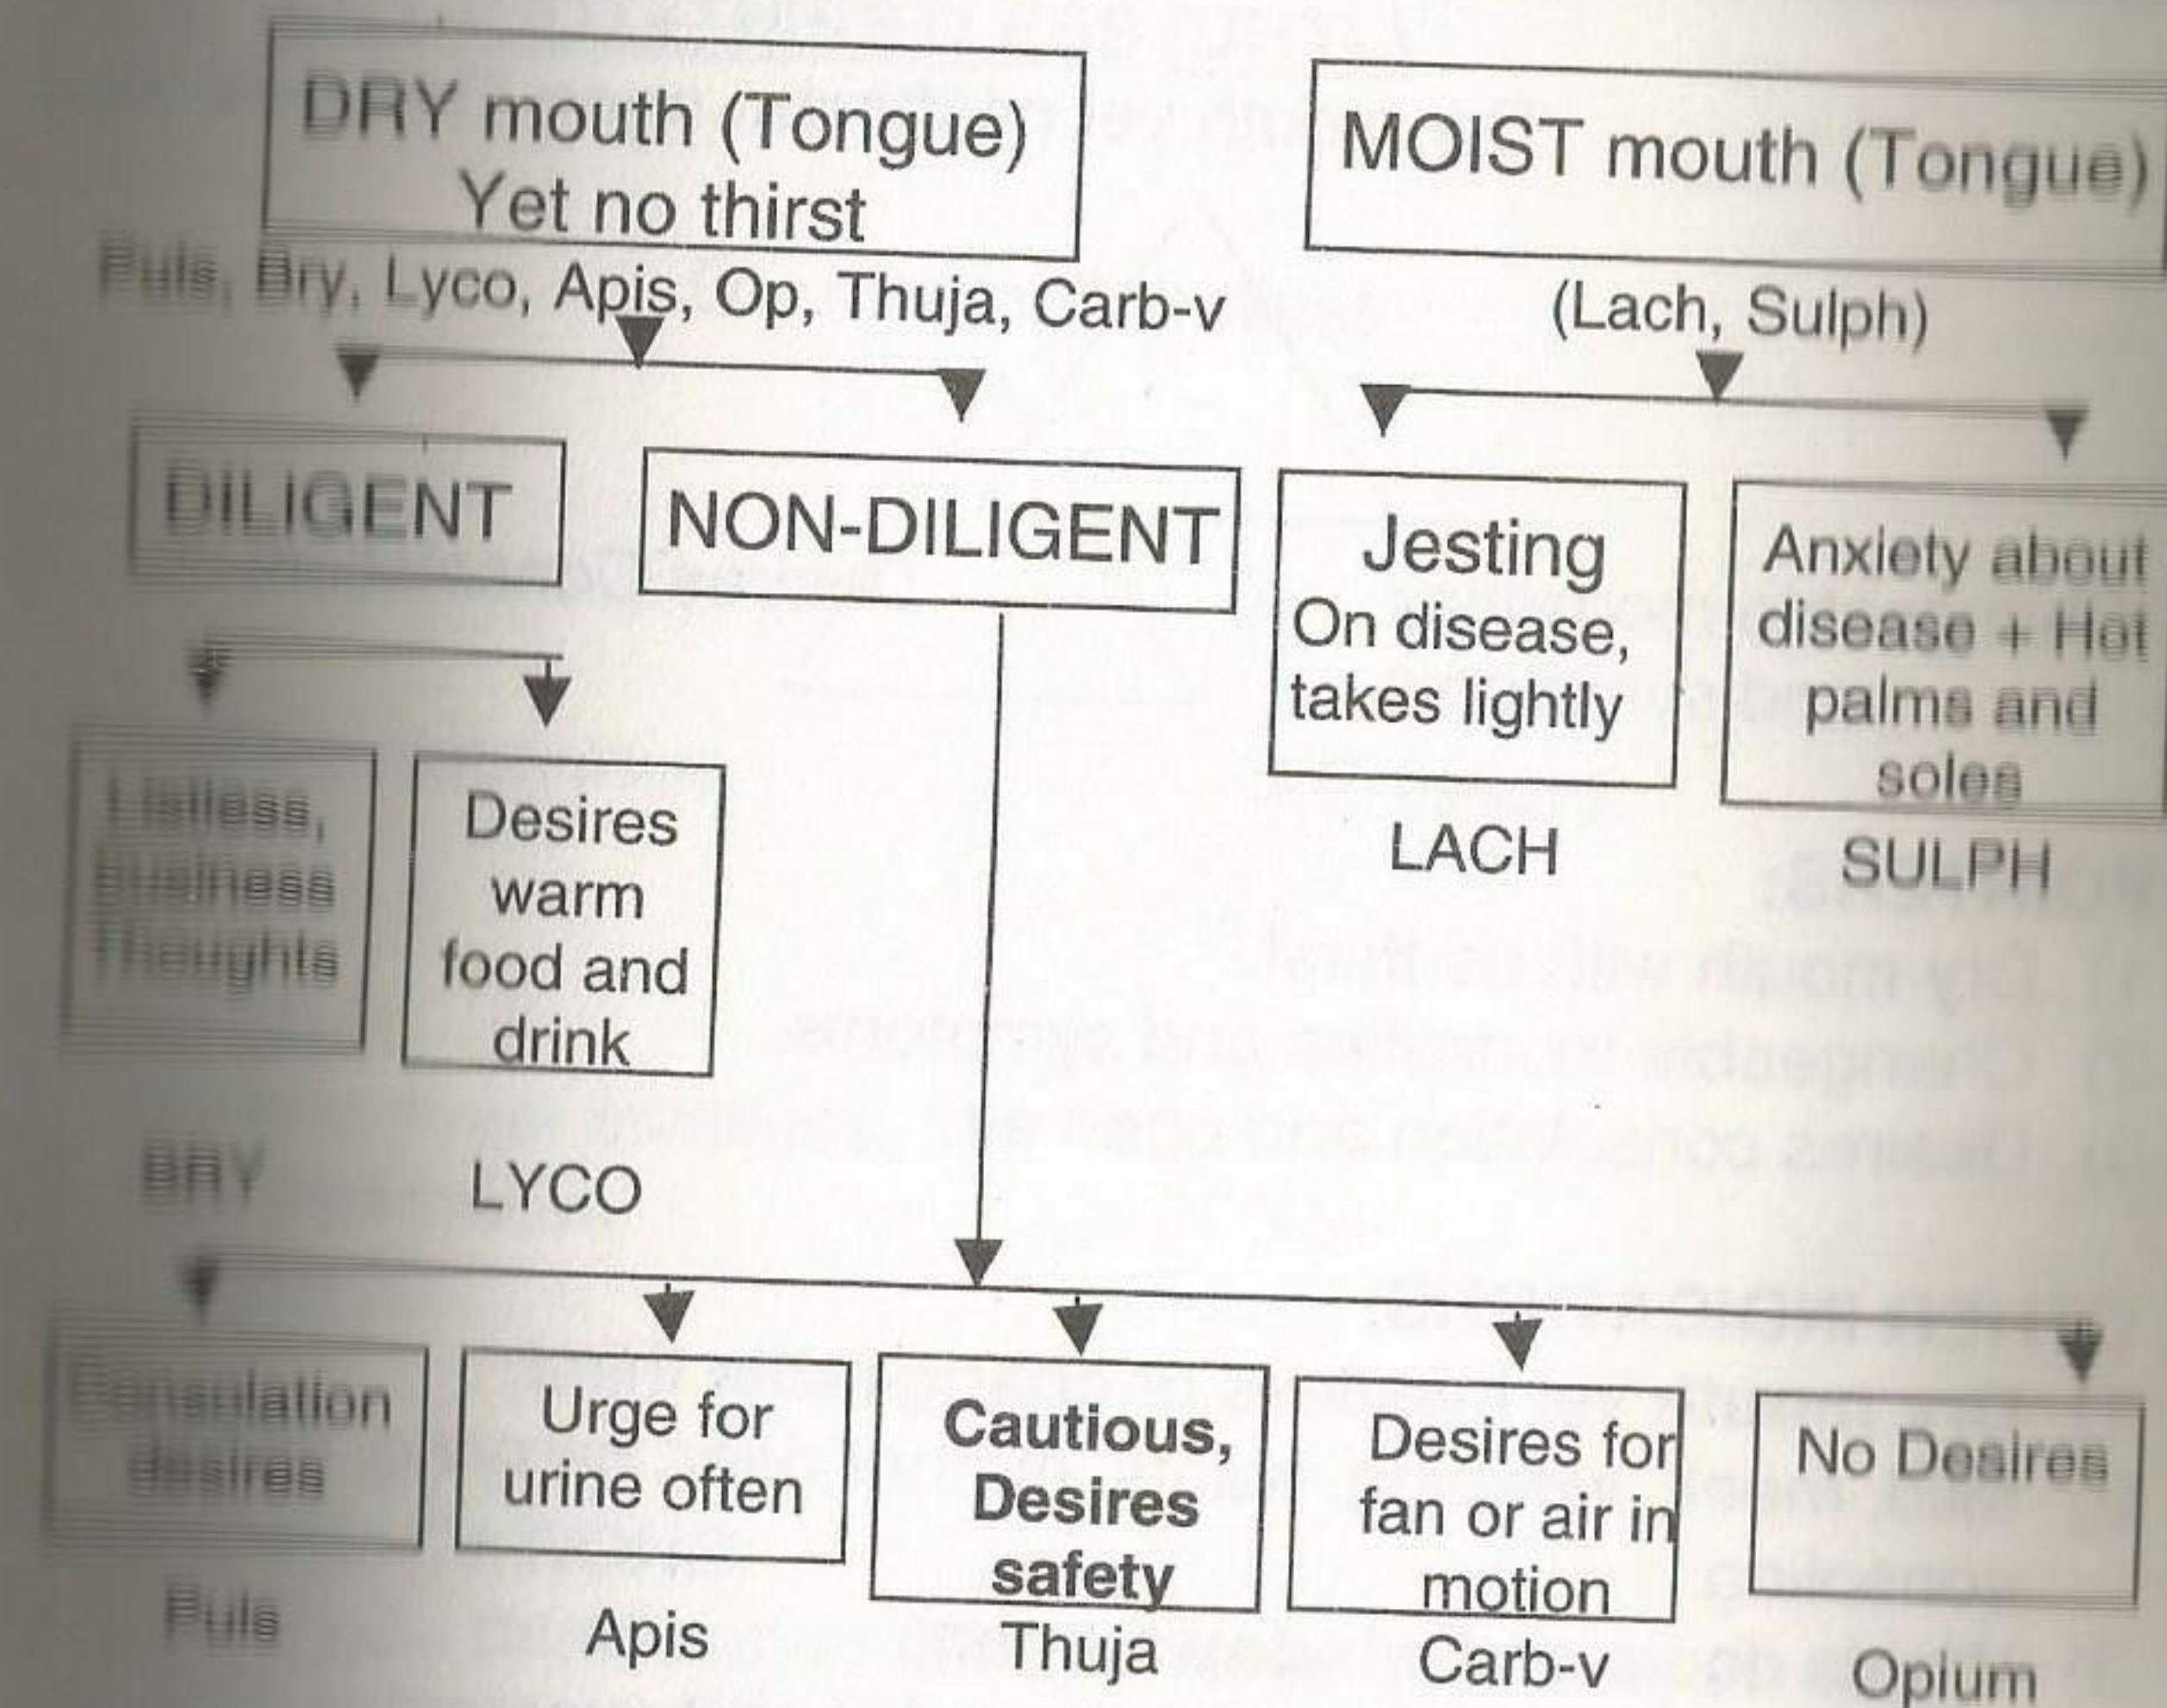 DRY mouth (Tongue)
Yet no thirst
Puls, Bry, Lyco, Apis, Op, Thuja, Carb-v
MOIST mouth (Tongue)
(Lach, Sulph)
DILIGENT
NON-DILIGENT
Jesting
On disease,
takes lightly
LACH
Anxiety about
disease + Hot
palms and
soles
SULPH
Listless,
Business
Thoughts
BRY
Desires
warm
food and
drink
LYCO
desires
Puls
Urge for
urine often
Apis
Cautious,
Desires
safety
Thuja
Desires for
fan or air in
motion
Carb-v
No Desires
Opium